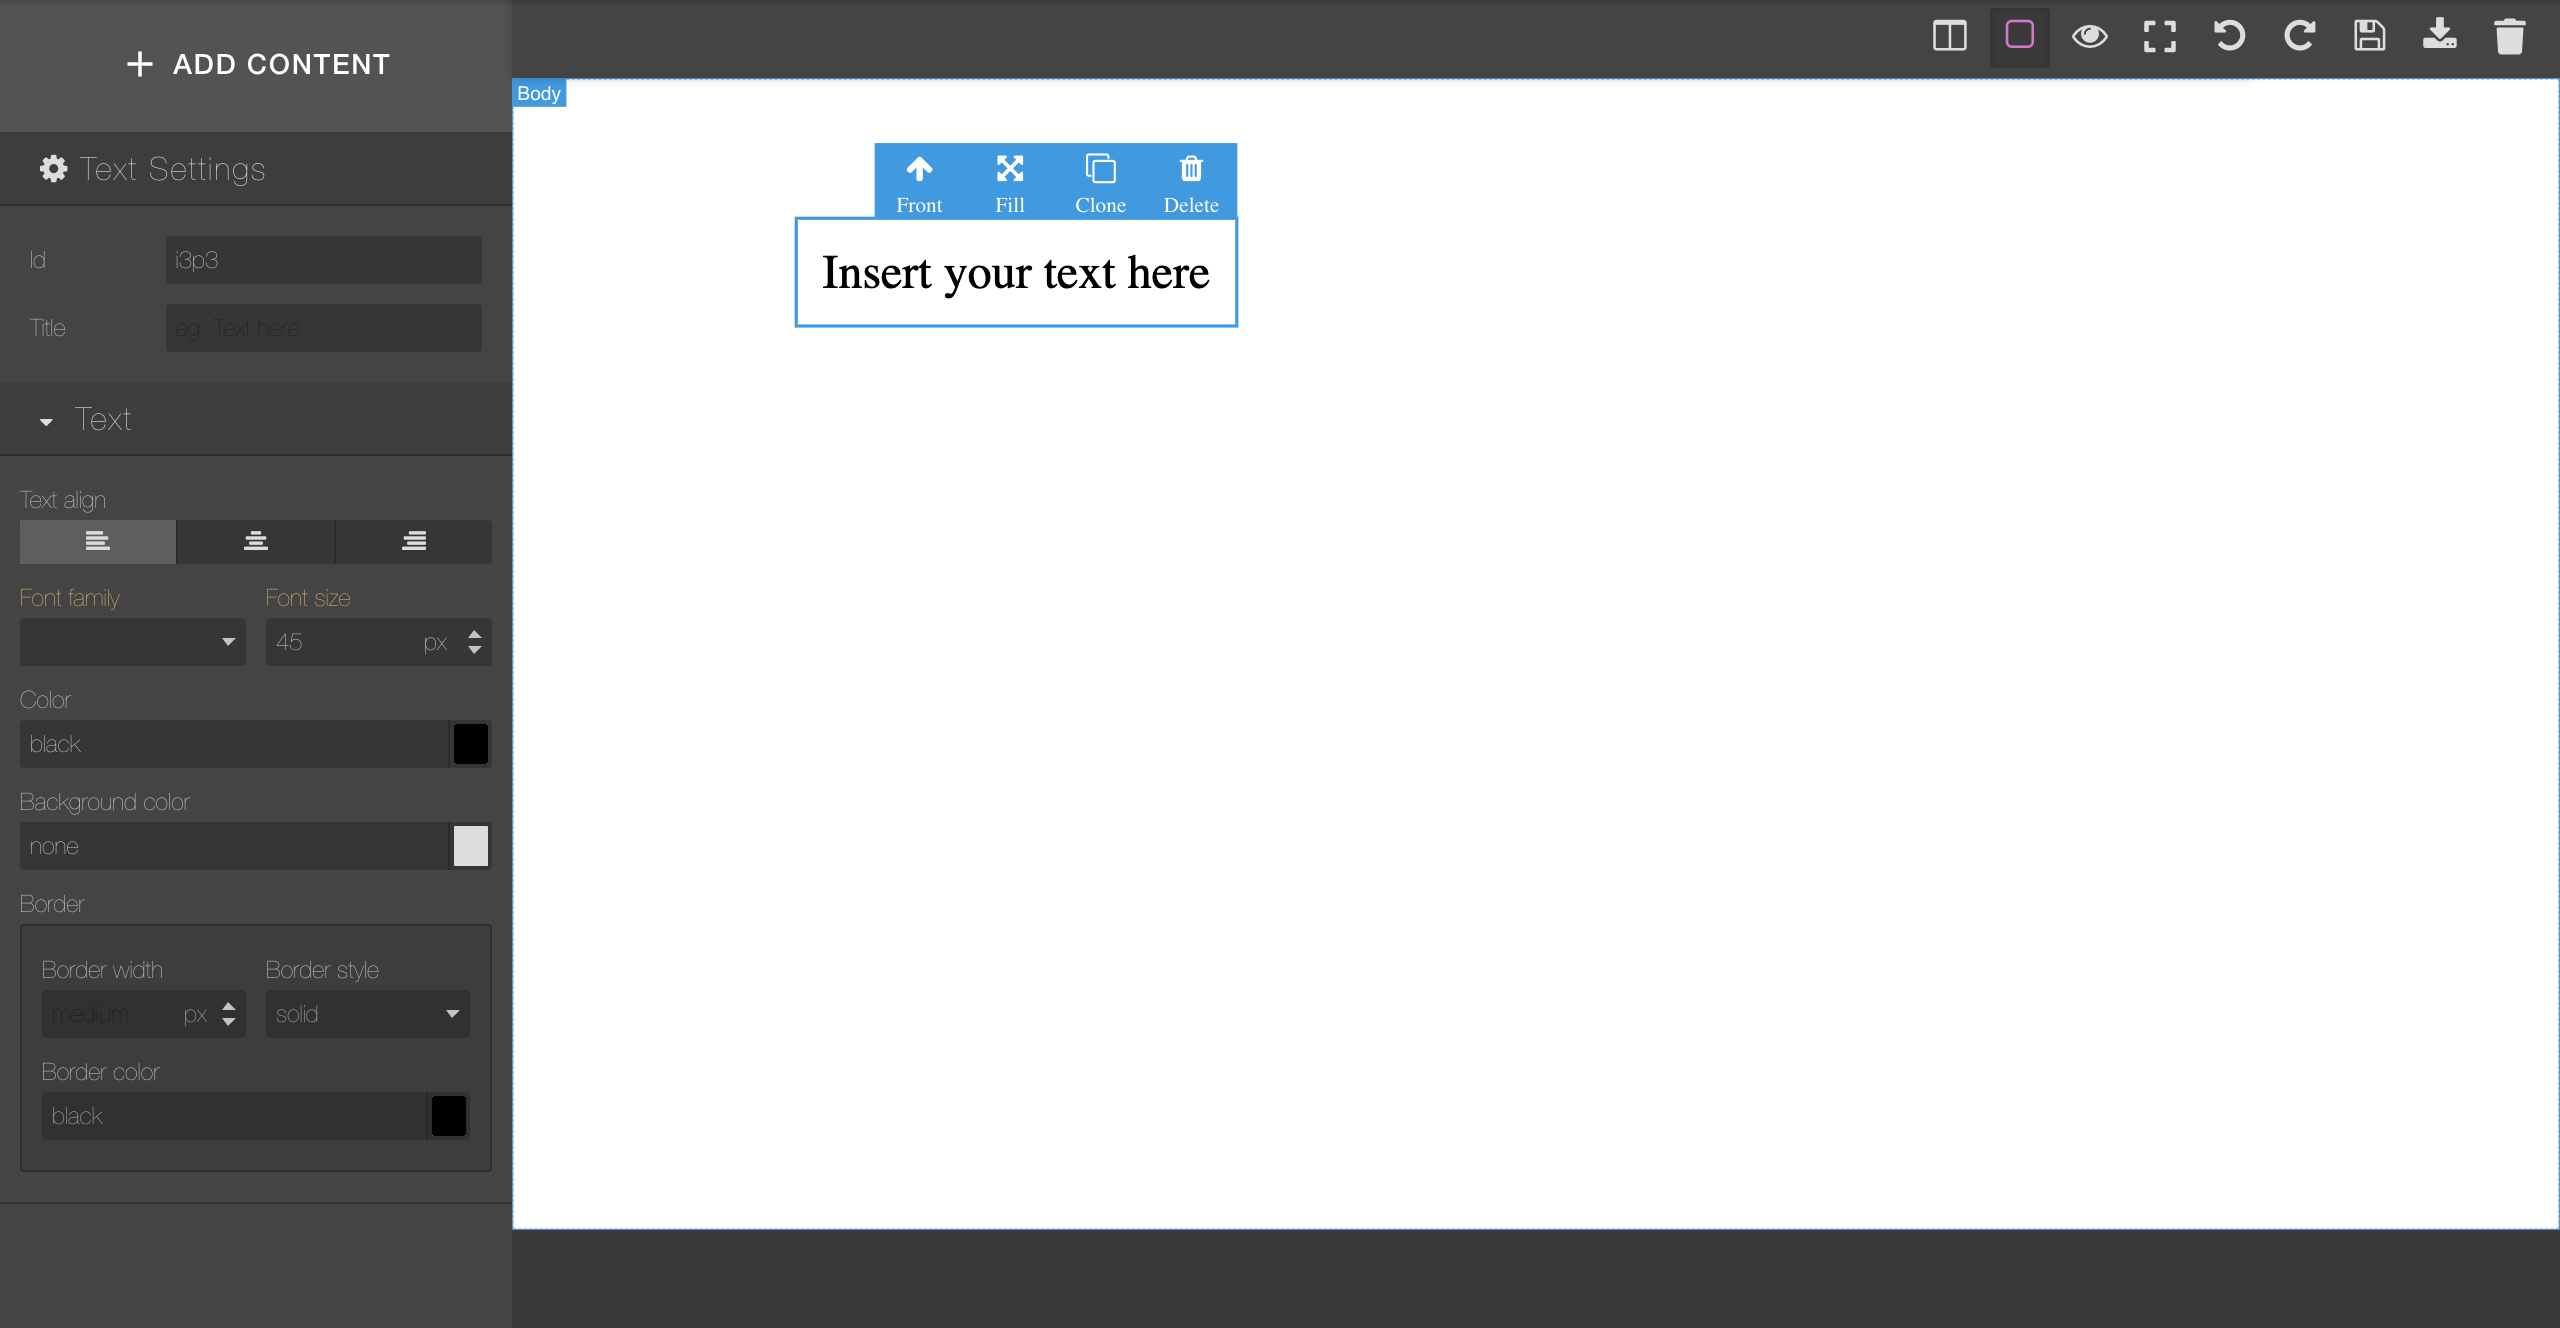 ADD CONTENT
Text Settings
Id
i3p3
Title
eg. Text here
Text
Text align
Font family
Font size
45 px
Color
black
Background color
none
Border
Border width
Border style
medium px
solid
Border color
black
Body
Front
Fill
Clone
Delete
Insert your text here